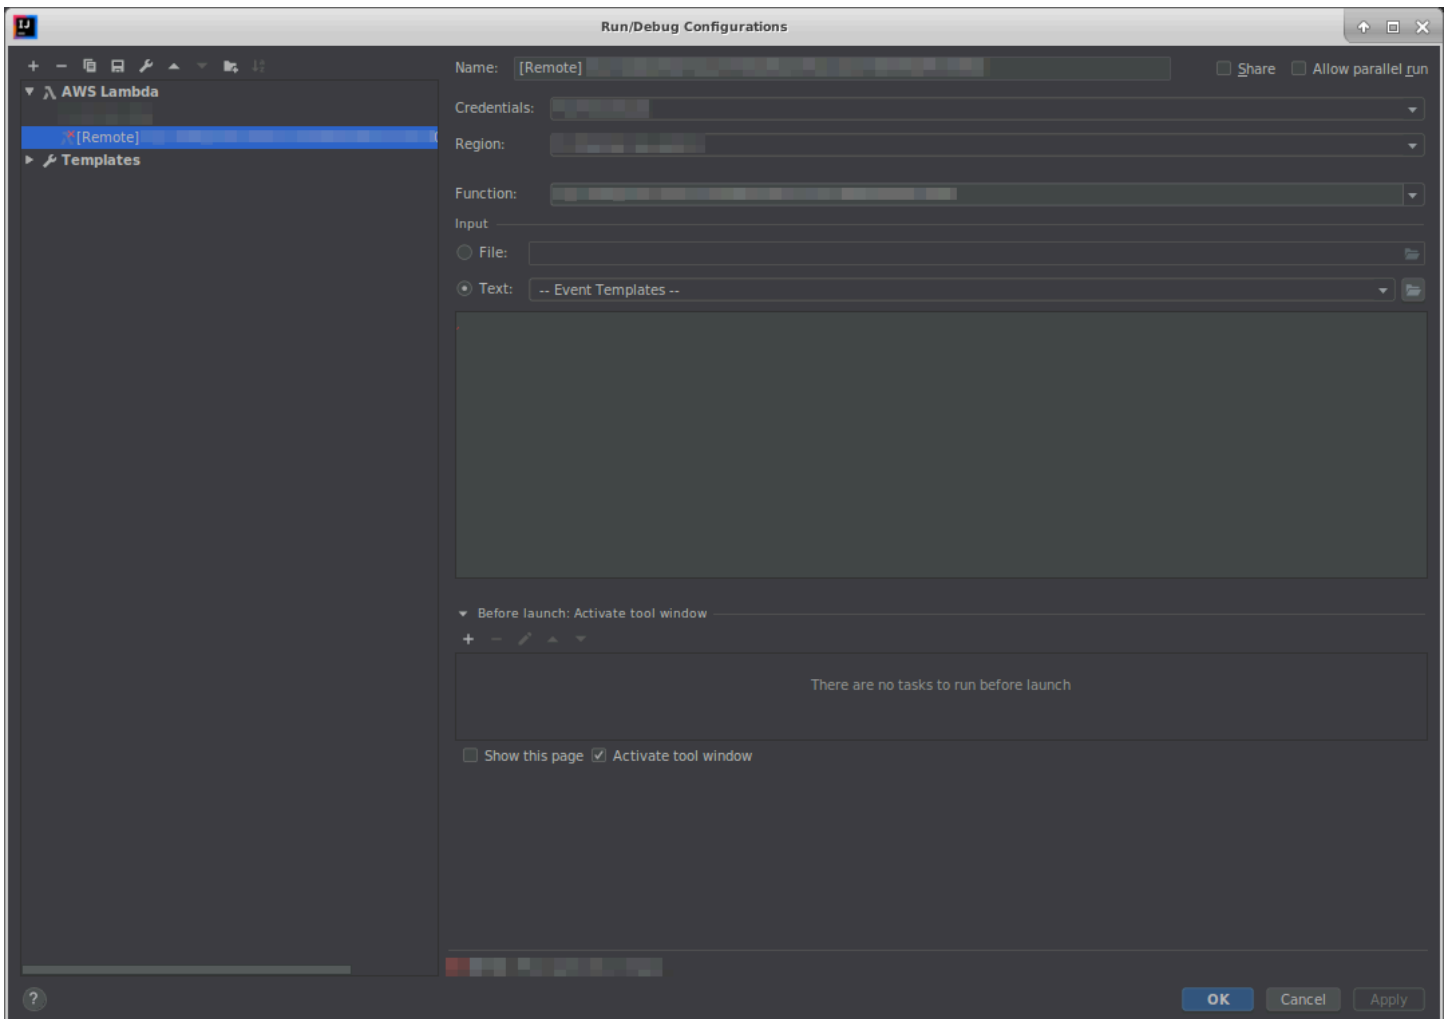 IJ
Run/Debug Configurations
Name: [Remote]
Share
Allow parallel run
AWS Lambda
[Remote]
Templates
Credentials:
Region:
Function:
Input
File:
Text: -- Event Templates --
Before launch: Activate tool window
There are no tasks to run before launch
Show this page
Activate tool window
?
OK
Cancel
Apply